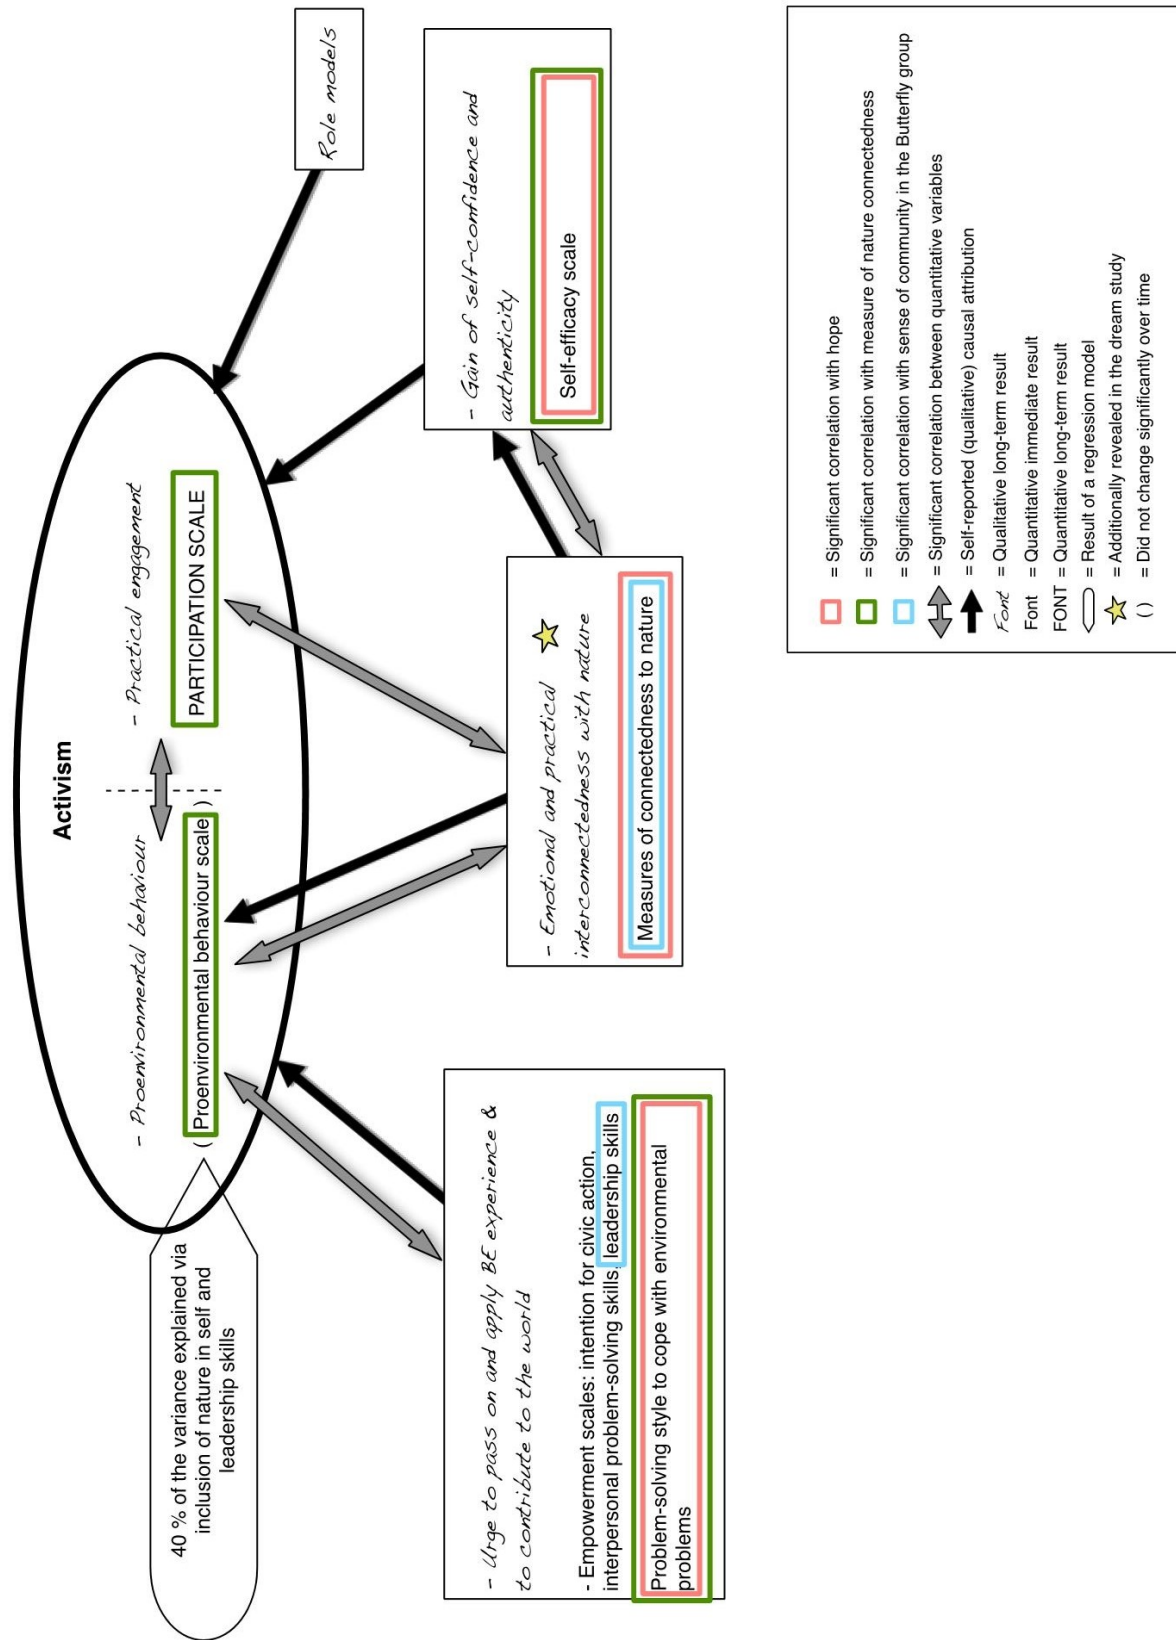 Activism
- Proenvironmental behaviour
( Proenvironmental behaviour scale )
- Practical engagement
PARTICIPATION SCALE
40 % of the variance explained via
inclusion of nature in self and
leadership skills
Role models
- Urge to pass on and apply BE experience &
to contribute to the world
- Empowerment scales: intention for civic action,
interpersonal problem-solving skills, leadership skills
Problem-solving style to cope with environmental
problems
- Emotional and practical
interconnectedness with nature
Measures of connectedness to nature
- Gain of self-confidence and
authenticity
Self-efficacy scale
= Significant correlation with hope
= Significant correlation with measure of nature connectedness
= Significant correlation with sense of community in the Butterfly group
= Significant correlation between quantitative variables
= Self-reported (qualitative) causal attribution
Font = Qualitative long-term result
Font = Quantitative immediate result
FONT = Quantitative long-term result
= Result of a regression model
= Additionally revealed in the dream study
( ) = Did not change significantly over time